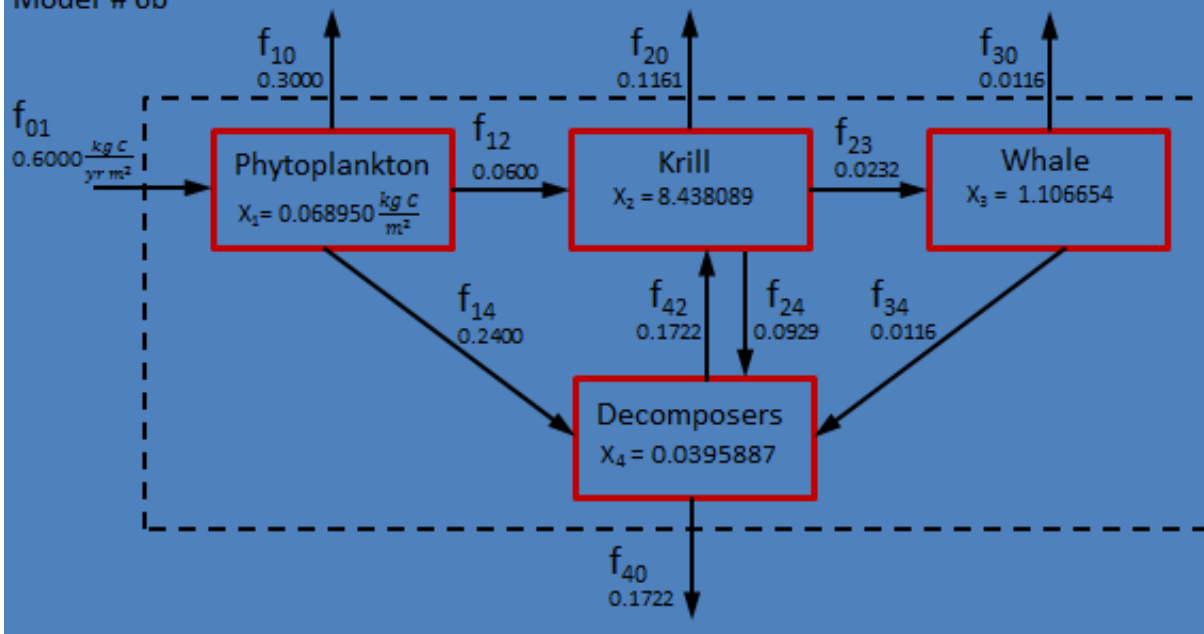 Model # 6b
f10
0.3000
f20
0.1161
f30
0.0116
f01
0.6000 kg C / yr m²
Phytoplankton
X1= 0.068950 kg C / m²
f12
0.0600
Krill
X2 = 8.438089
f23
0.0232
Whale
X3 = 1.106654
f14
0.2400
f42
0.1722
f24
0.0929
f34
0.0116
Decomposers
X4 = 0.0395887
f40
0.1722